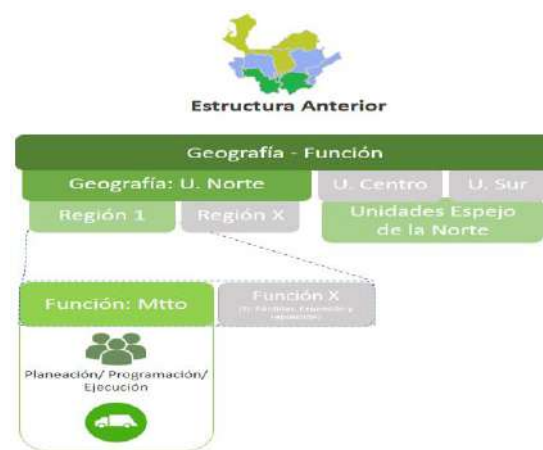 Estructura Anterior
Geografía - Función
Geografía: U. Norte
U. Centro
U. Sur
Región 1
Región X
Unidades Espejo
de la Norte
Función: Mtto
Función X
Planeación/ Programación/
Ejecución